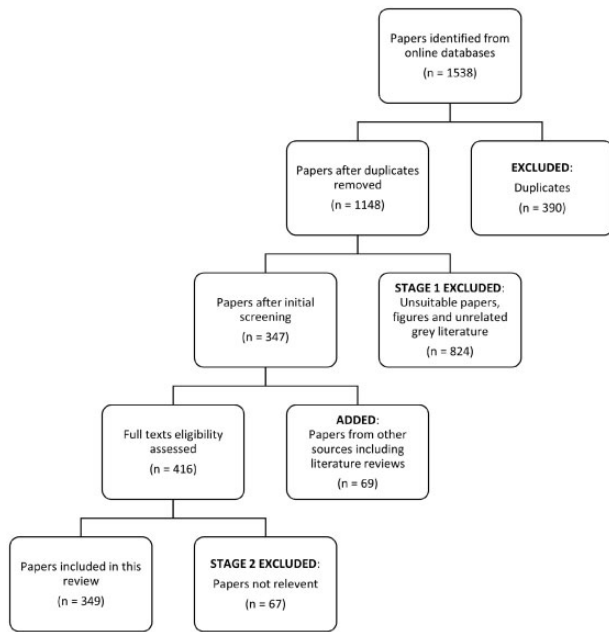 Papers identified from
online databases
(n = 1538)
Papers after duplicates
removed
(n = 1148)
EXCLUDED:
Duplicates
(n = 390)
Papers after initial
screening
(n = 347)
STAGE 1 EXCLUDED:
Unsuitable papers,
figures and unrelated
grey literature
(n = 824)
Full texts eligibility
assessed
(n = 416)
ADDED:
Papers from other
sources including
literature reviews
(n = 69)
Papers included in this
review
(n = 349)
STAGE 2 EXCLUDED:
Papers not relevent
(n = 67)